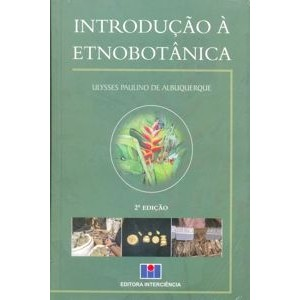 INTRODUÇÃO À
ETNOBOTÂNICA
ULYSSES PAULINO DE ALBUQUERQUE
2ª EDIÇÃO
EDITORA INTERCIÊNCIA